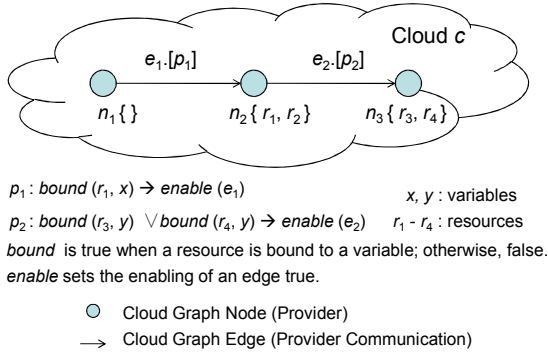 Cloud c
e1.[p1] e2.[p2]
n1{ } n2{ r1, r2} n3{ r3, r4}
p1 : bound (r1, x) → enable (e1)
x, y : variables
p2 : bound (r3, y) ∨ bound (r4, y) → enable (e2) r1 - r4 : resources
bound is true when a resource is bound to a variable; otherwise, false.
enable sets the enabling of an edge true.
Cloud Graph Node (Provider)
Cloud Graph Edge (Provider Communication)